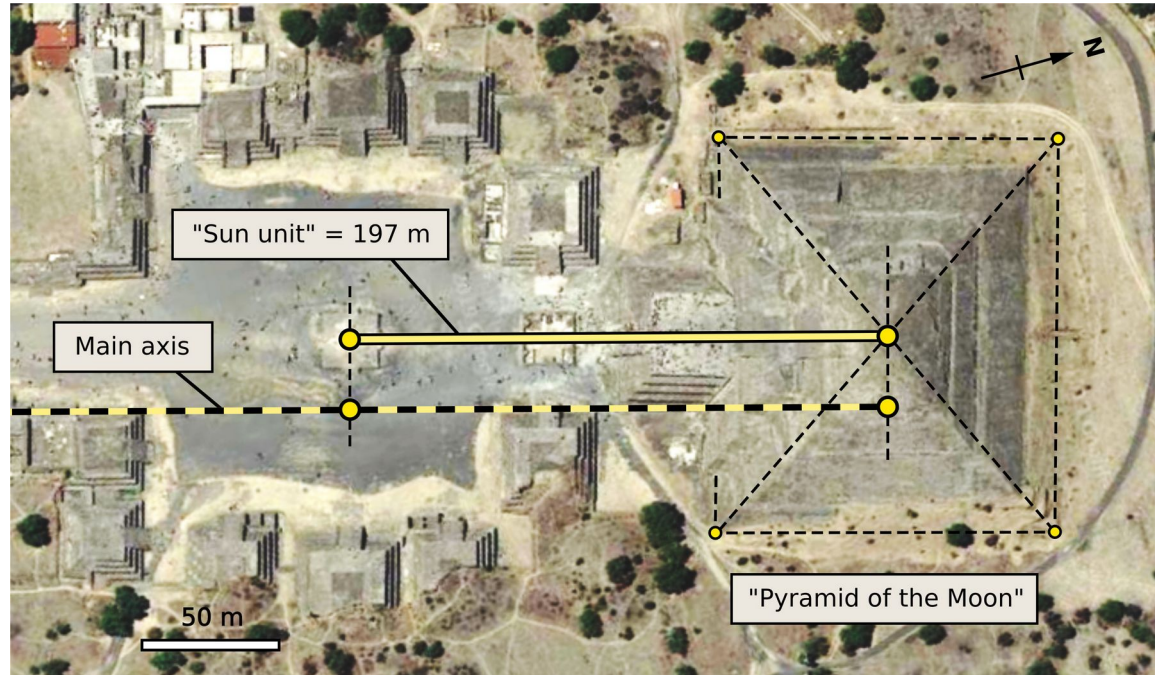 N
"Sun unit" = 197 m
Main axis
50 m
"Pyramid of the Moon"